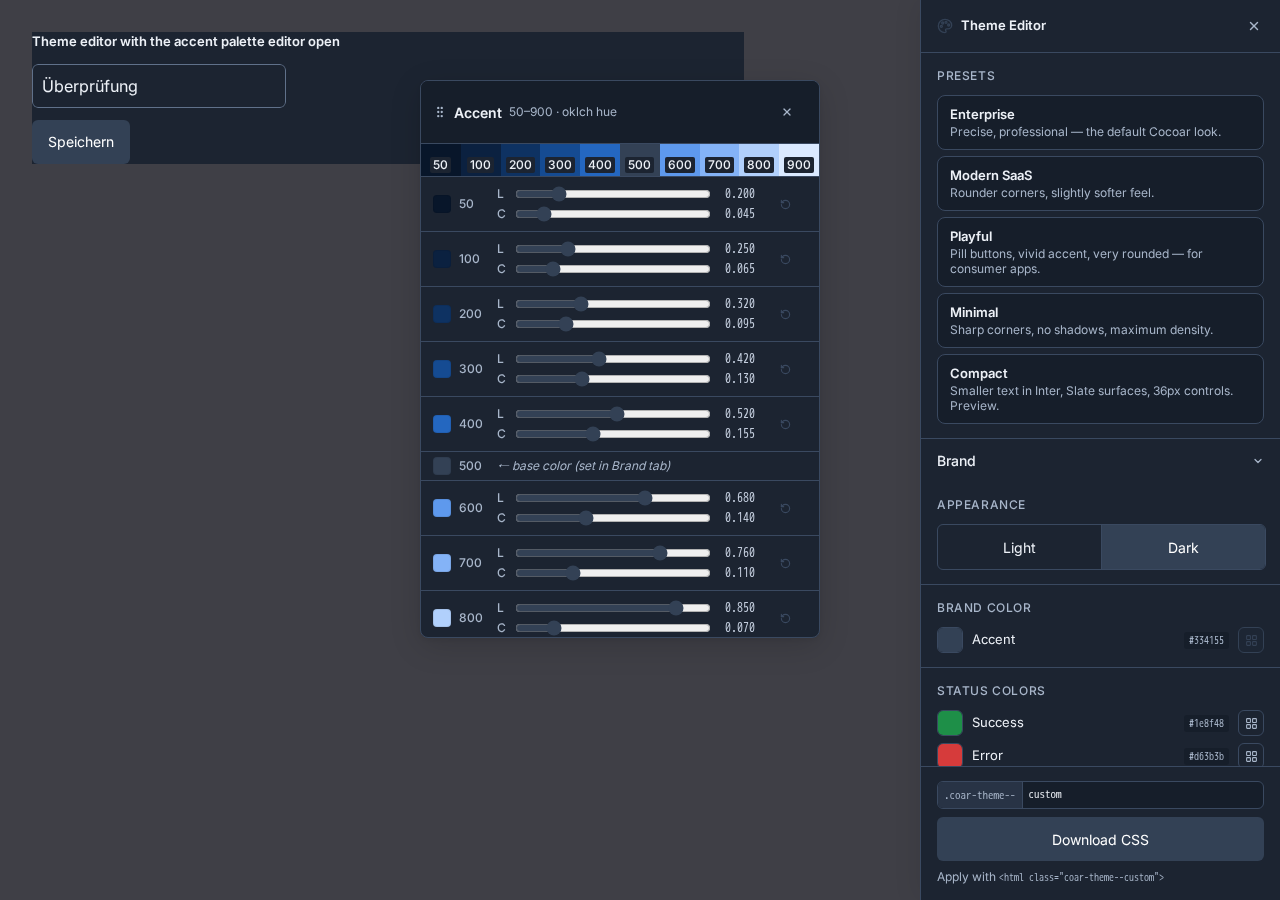 Theme editor with the accent palette editor open
Überprüfung
Speichern
Accent 50–900 · oklch hue
50 100 200 300 400 500 600 700 800 900
50 L 0.200
C 0.045
100 L 0.250
C 0.065
200 L 0.320
C 0.095
300 L 0.420
C 0.130
400 L 0.520
C 0.155
500 ← base color (set in Brand tab)
600 L 0.680
C 0.140
700 L 0.760
C 0.110
800 L 0.850
C 0.070
Theme Editor
PRESETS
Enterprise
Precise, professional — the default Cocoar look.
Modern SaaS
Rounder corners, slightly softer feel.
Playful
Pill buttons, vivid accent, very rounded — for
consumer apps.
Minimal
Sharp corners, no shadows, maximum density.
Compact
Smaller text in Inter, Slate surfaces, 36px controls.
Preview.
Brand
APPEARANCE
Light Dark
BRAND COLOR
Accent #334155
STATUS COLORS
Success #1e8f48
Error #d63b3b
.coar-theme-- custom
Download CSS
Apply with <html class="coar-theme--custom">